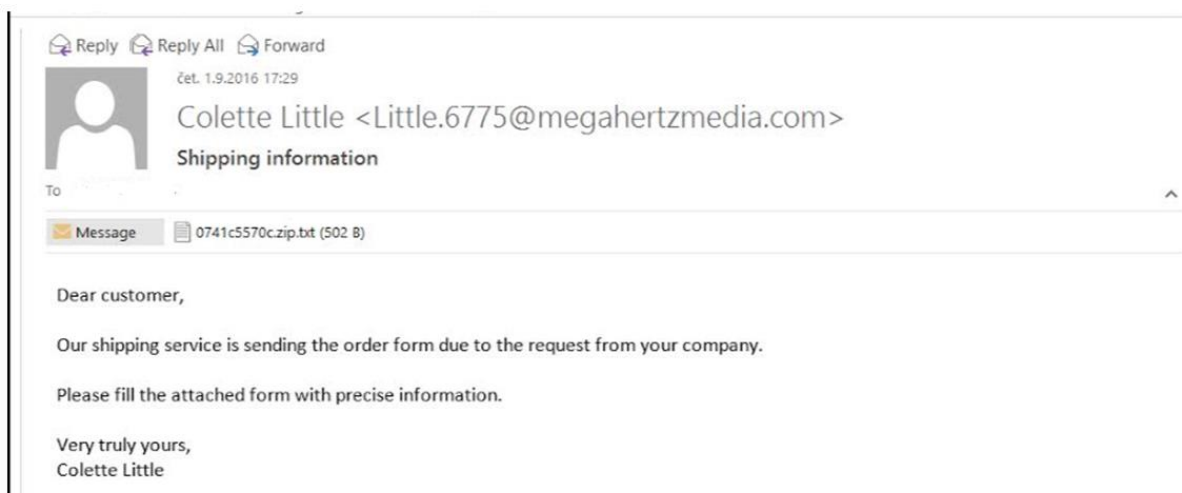 Reply Reply All Forward
čet. 1.9.2016 17:29
Colette Little <Little.6775@megahertzmedia.com>
Shipping information
To
Message 0741c5570c.zip.txt (502 B)
Dear customer,
Our shipping service is sending the order form due to the request from your company.
Please fill the attached form with precise information.
Very truly yours,
Colette Little